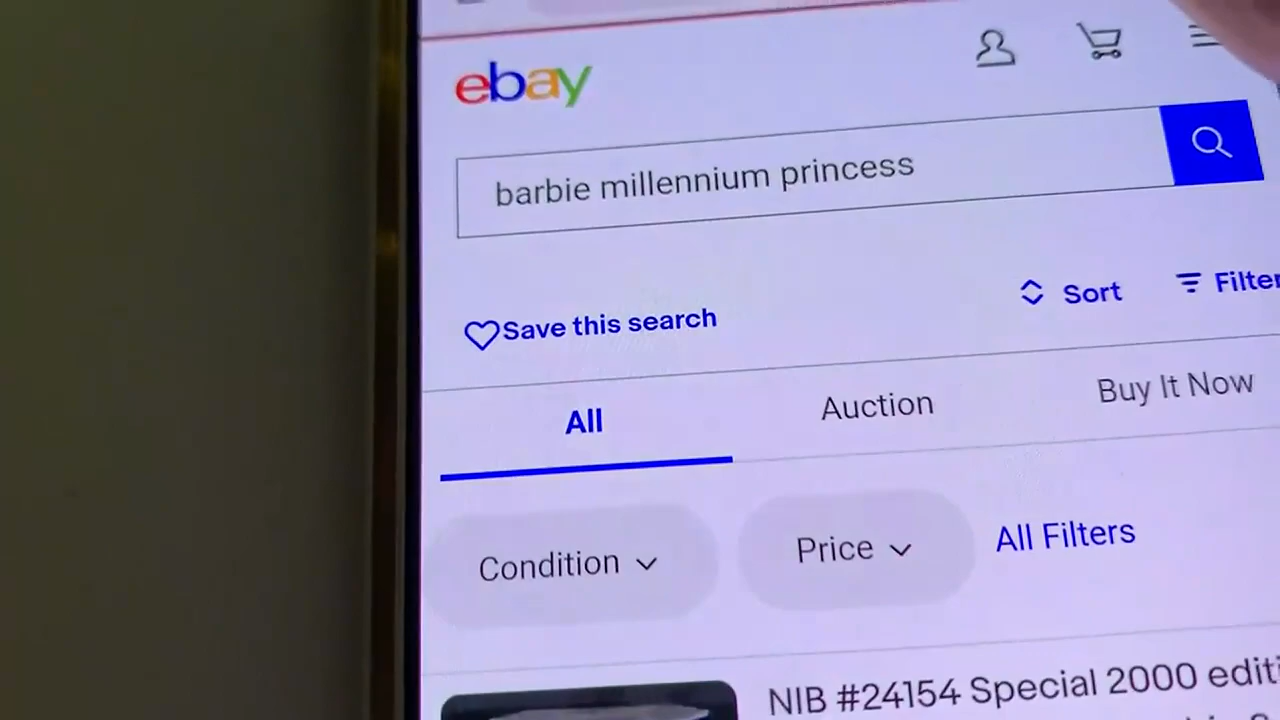 ebay
barbie millennium princess
Save this search
Sort
Filter
All
Auction
Buy It Now
Condition
Price
All Filters
NIB #24154 Special 2000 editi